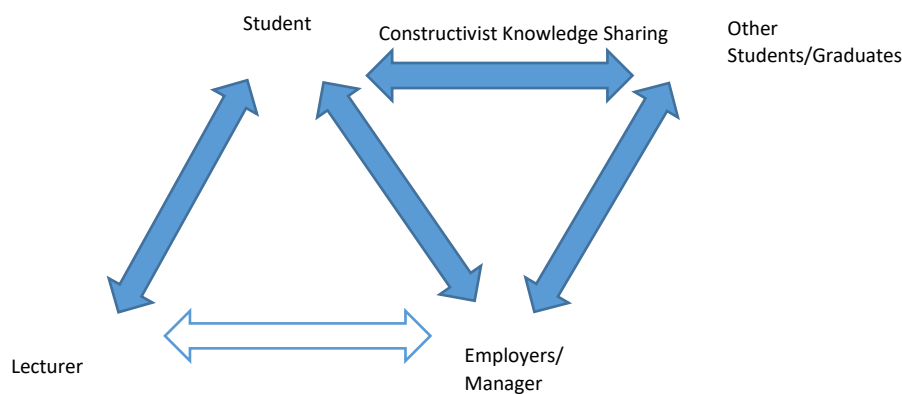 Student
Constructivist Knowledge Sharing
Other
Students/Graduates
Lecturer
Employers/
Manager